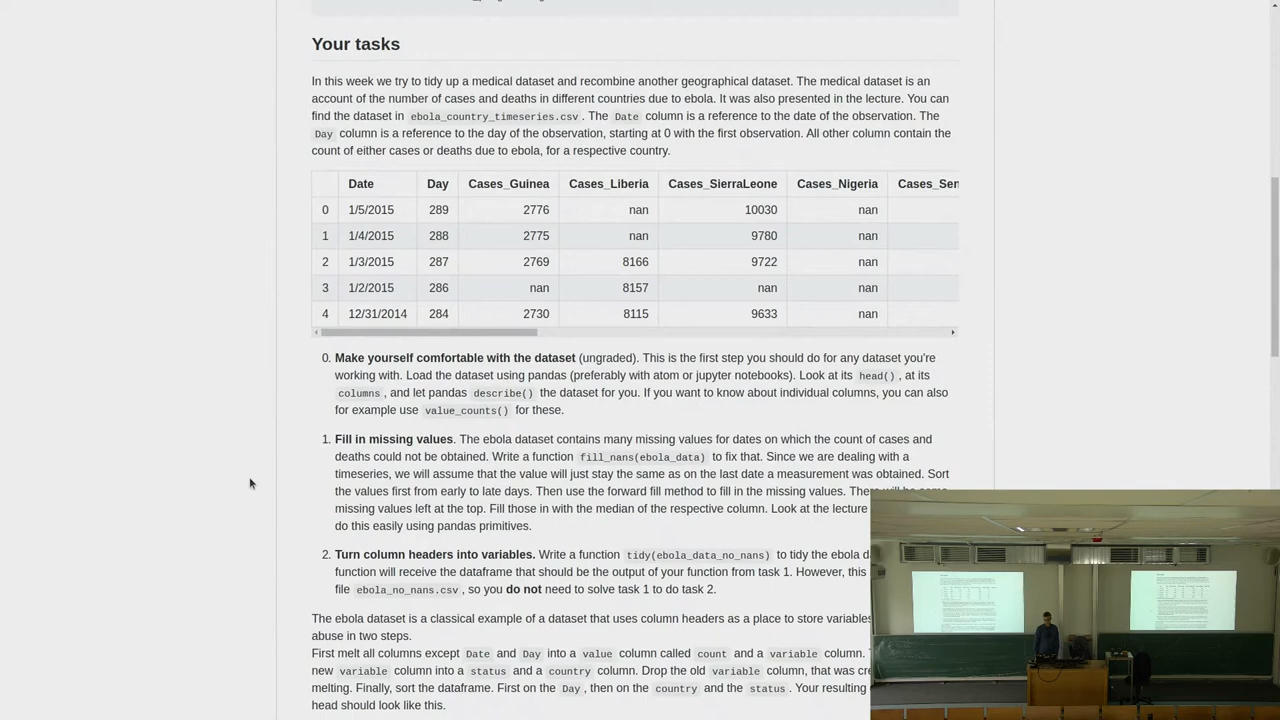 Your tasks
In this week we try to tidy up a medical dataset and recombine another geographical dataset. The medical dataset is an
account of the number of cases and deaths in different countries due to ebola. It was also presented in the lecture. You can
find the dataset in ebola_country_timeseries.csv. The Date column is a reference to the date of the observation. The
Day column is a reference to the day of the observation, starting at 0 with the first observation. All other column contain the
count of either cases or deaths due to ebola, for a respective country.
Date Day Cases_Guinea Cases_Liberia Cases_SierraLeone Cases_Nigeria Cases_Sen
0 1/5/2015 289 2776 nan 10030 nan
1 1/4/2015 288 2775 nan 9780 nan
2 1/3/2015 287 2769 8166 9722 nan
3 1/2/2015 286 nan 8157 nan nan
4 12/31/2014 284 2730 8115 9633 nan
0. Make yourself comfortable with the dataset (ungraded). This is the first step you should do for any dataset you're
working with. Load the dataset using pandas (preferably with atom or jupyter notebooks). Look at its head(), at its
columns, and let pandas describe() the dataset for you. If you want to know about individual columns, you can also
for example use value_counts() for these.
1. Fill in missing values. The ebola dataset contains many missing values for dates on which the count of cases and
deaths could not be obtained. Write a function fill_nans(ebola_data) to fix that. Since we are dealing with a
timeseries, we will assume that the value will just stay the same as on the last date a measurement was obtained. Sort
the values first from early to late days. Then use the forward fill method to fill in the missing values. There will be some
missing values left at the top. Fill those in with the median of the respective column. Look at the lecture
do this easily using pandas primitives.
2. Turn column headers into variables. Write a function tidy(ebola_data_no_nans) to tidy the ebola da
function will receive the dataframe that should be the output of your function from task 1. However, this
file ebola_no_nans.csv, so you do not need to solve task 1 to do task 2.
The ebola dataset is a classical example of a dataset that uses column headers as a place to store variables
abuse in two steps.
First melt all columns except Date and Day into a value column called count and a variable column.
new variable column into a status and a country column. Drop the old variable column, that was cre
melting. Finally, sort the dataframe. First on the Day, then on the country and the status. Your resulting
head should look like this.